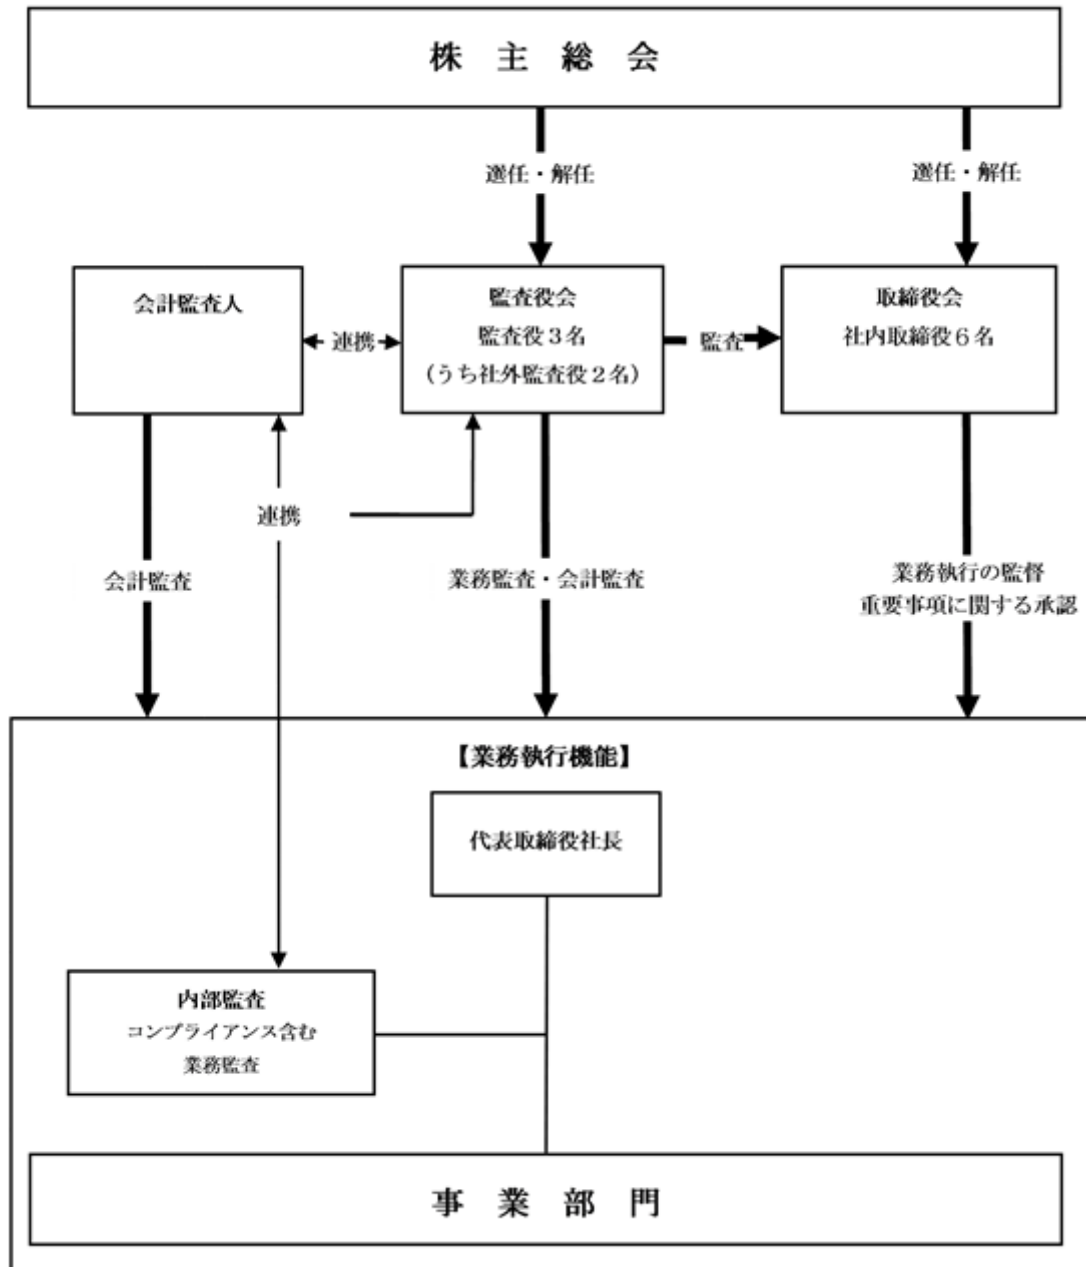 株主総会
選任・解任
選任・解任
会計監査人
連携
監査役会
監査役３名
（うち社外監査役２名）
監査
取締役会
社内取締役６名
連携
会計監査
業務監査・会計監査
業務執行の監督
重要事項に関する承認
【業務執行機能】
代表取締役社長
内部監査
コンプライアンス含む
業務監査
事業部門